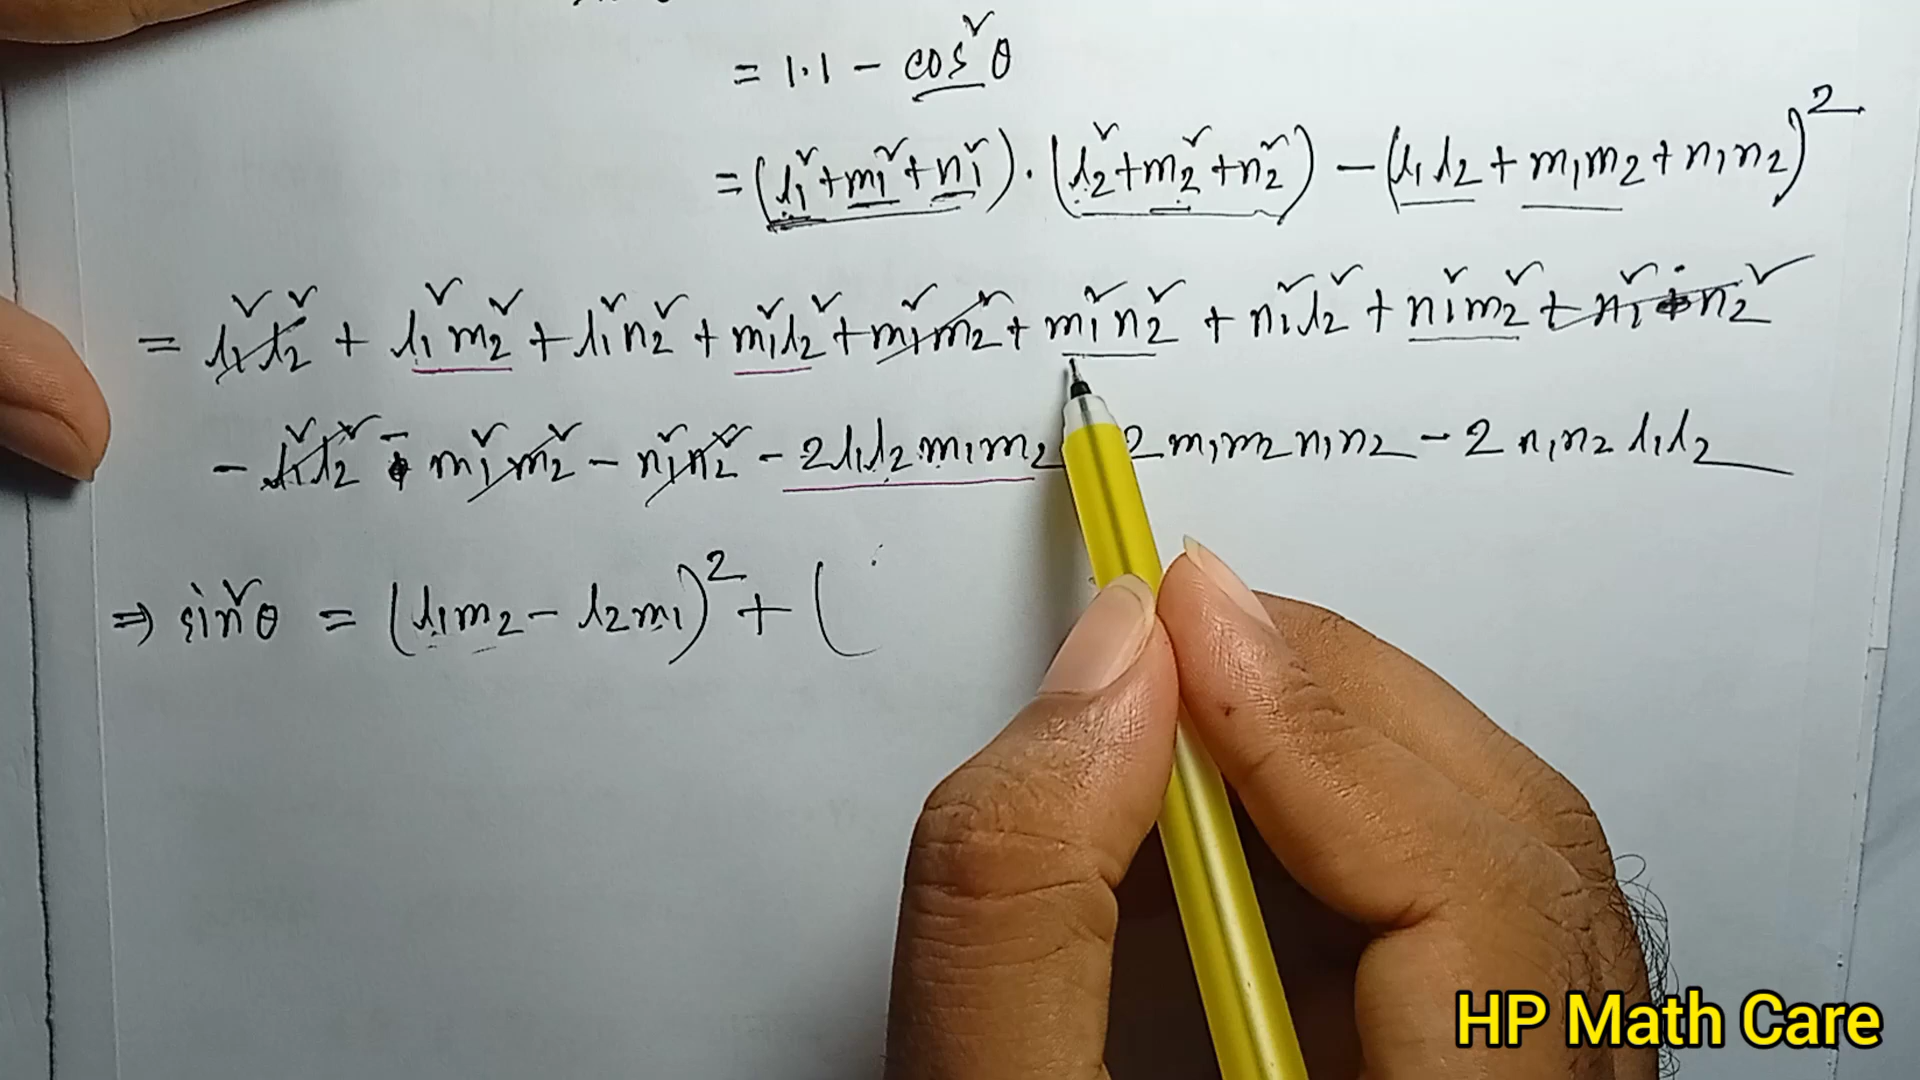 = 1.1 - cos²θ
= (l₁²+m₁²+n₁²).(l₂²+m₂²+n₂²) - (l₁l₂+m₁m₂+n₁n₂)²
= l₁²l₂² + l₁²m₂² + l₁²n₂² + m₁²l₂² + m₁²m₂² + m₁²n₂² + n₁²l₂² + n₁²m₂² + n₁²n₂²
- l₁²l₂² - m₁²m₂² - n₁²n₂² - 2l₁l₂m₁m₂ 2m₁m₂n₁n₂ - 2n₁n₂l₁l₂
⇒ sin²θ = (l₁m₂ - l₂m₁)² + (
HP Math Care